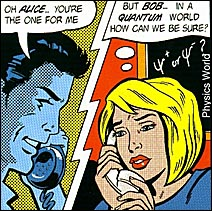 OH ALICE.. YOU'RE
THE ONE FOR ME
BUT BOB.. IN A
QUANTUM WORLD
HOW CAN WE BE SURE?
Ψ⁺ or Ψ⁻ ?
Physics World